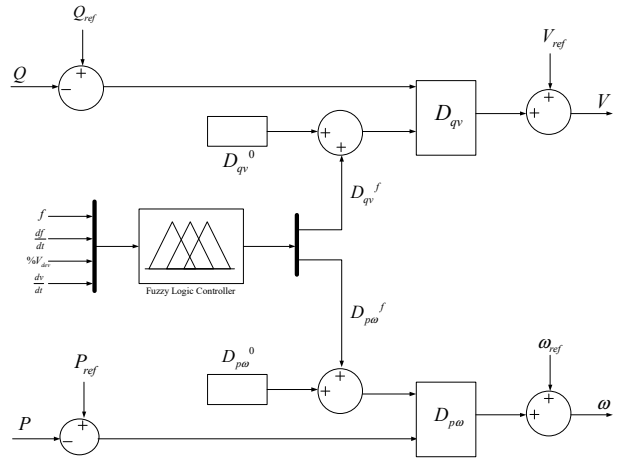 Q_ref
V_ref
Q
+
−
D_qv
+
+
V
+
+
D_qv^0
D_qv^f
f
df/dt
%V_dev
dv/dt
Fuzzy Logic Controller
D_pω^f
D_pω^0
P_ref
ω_ref
+
+
P
+
−
D_pω
+
+
ω